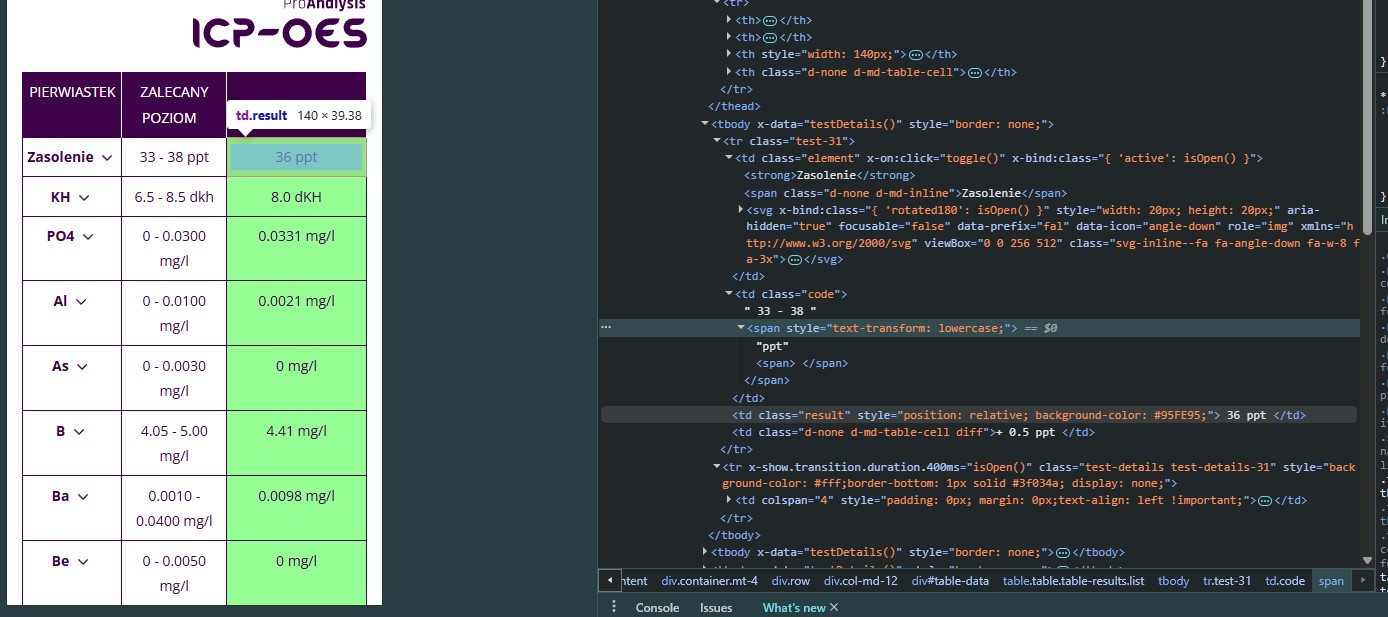 ProAnalysis
ICP-OES
PIERWIASTEK ZALECANY POZIOM
td.result 140 × 39.38
Zasolenie 33 - 38 ppt 36 ppt
KH 6.5 - 8.5 dkh 8.0 dKH
PO4 0 - 0.0300 mg/l 0.0331 mg/l
Al 0 - 0.0100 mg/l 0.0021 mg/l
As 0 - 0.0030 mg/l 0 mg/l
B 4.05 - 5.00 mg/l 4.41 mg/l
Ba 0.0010 - 0.0400 mg/l 0.0098 mg/l
Be 0 - 0.0050 mg/l 0 mg/l
<tr>
<th>⋯</th>
<th>⋯</th>
<th style="width: 140px;">⋯</th>
<th class="d-none d-md-table-cell">⋯</th>
</tr>
</thead>
<tbody x-data="testDetails()" style="border: none;">
<tr class="test-31">
<td class="element" x-on:click="toggle()" x-bind:class="{ 'active': isOpen() }">
<strong>Zasolenie</strong>
<span class="d-none d-md-inline">Zasolenie</span>
<svg x-bind:class="{ 'rotated180': isOpen() }" style="width: 20px; height: 20px;" aria-
hidden="true" focusable="false" data-prefix="fal" data-icon="angle-down" role="img" xmlns="h
ttp://www.w3.org/2000/svg" viewBox="0 0 256 512" class="svg-inline--fa fa-angle-down fa-w-8 f
a-3x">⋯</svg>
</td>
<td class="code">
" 33 - 38 "
<span style="text-transform: lowercase;"> == $0
"ppt"
<span> </span>
</span>
</td>
<td class="result" style="position: relative; background-color: #95FE95;"> 36 ppt </td>
<td class="d-none d-md-table-cell diff">+ 0.5 ppt </td>
</tr>
<tr x-show.transition.duration.400ms="isOpen()" class="test-details test-details-31" style="back
ground-color: #fff;border-bottom: 1px solid #3f034a; display: none;">
<td colspan="4" style="padding: 0px; margin: 0px;text-align: left !important;">⋯</td>
</tr>
</tbody>
<tbody x-data="testDetails()" style="border: none;">⋯</tbody>
ntent div.container.mt-4 div.row div.col-md-12 div#table-data table.table.table-results.list tbody tr.test-31 td.code span
Console Issues What's new ×